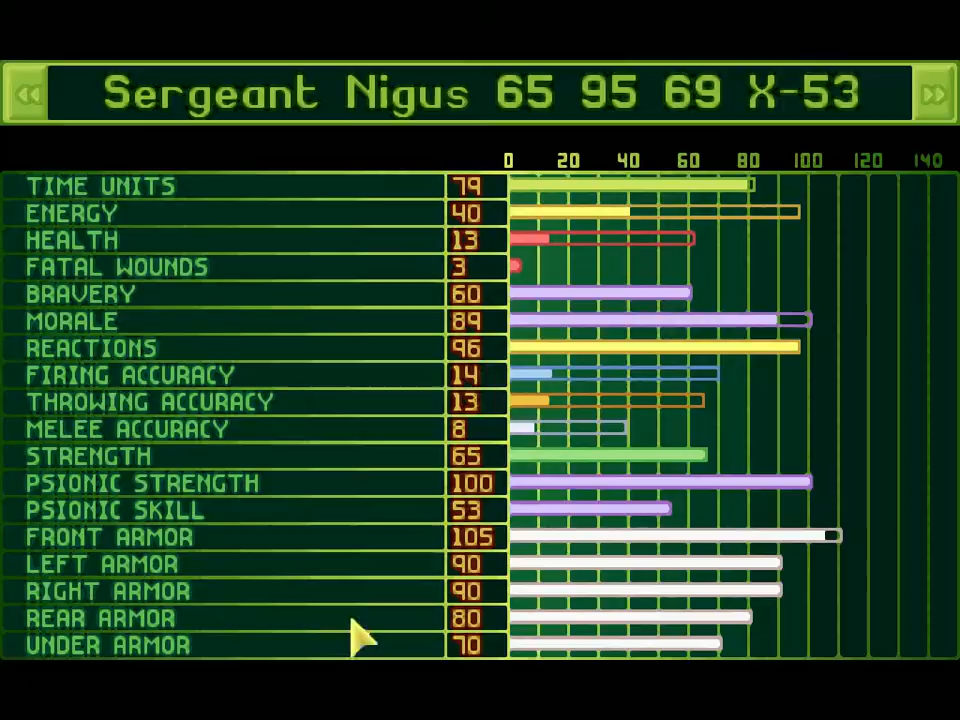 Sergeant Nigus 65 95 69 X-53
0 20 40 60 80 100 120 140
TIME UNITS 79
ENERGY 40
HEALTH 13
FATAL WOUNDS 3
BRAVERY 60
MORALE 89
REACTIONS 96
FIRING ACCURACY 14
THROWING ACCURACY 13
MELEE ACCURACY 8
STRENGTH 65
PSIONIC STRENGTH 100
PSIONIC SKILL 53
FRONT ARMOR 105
LEFT ARMOR 90
RIGHT ARMOR 90
REAR ARMOR 80
UNDER ARMOR 70